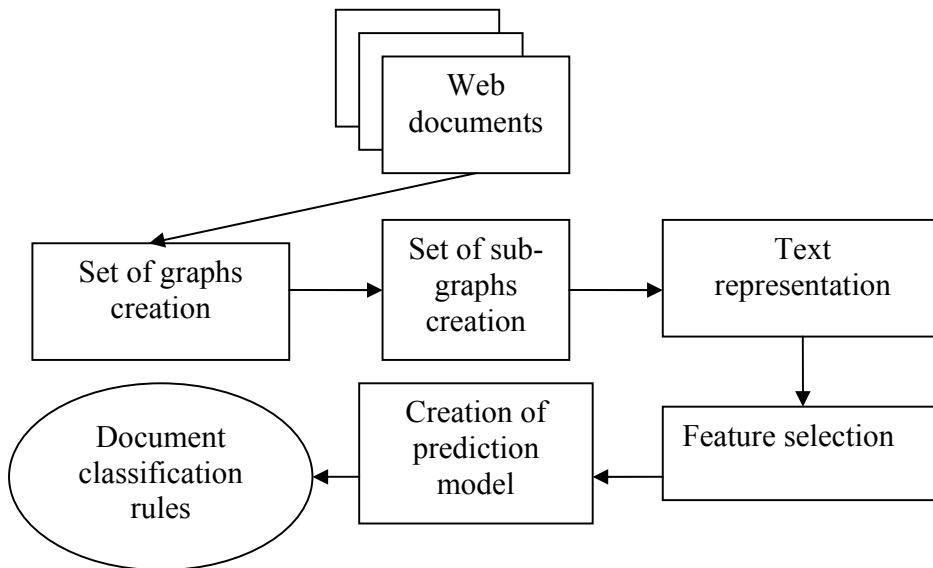 Web
documents
Set of graphs
creation
Set of sub-
graphs
creation
Text
representation
Feature selection
Creation of
prediction
model
Document
classification
rules